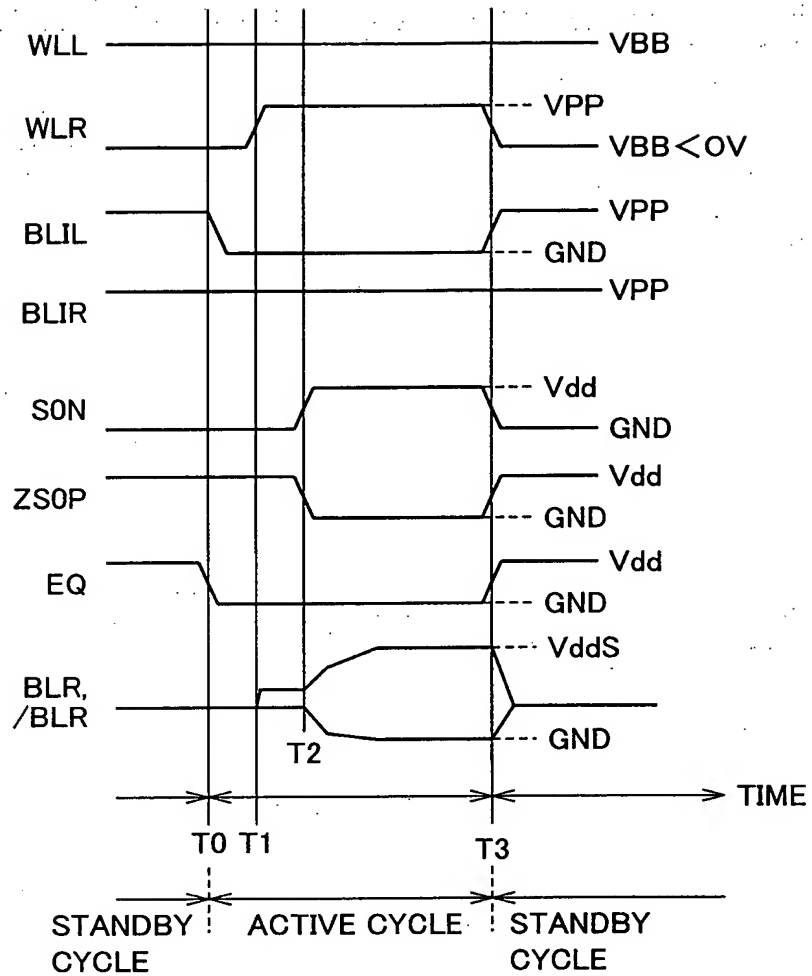 WLL VBB
WLR VPP
VBB<0V
BLIL VPP
GND
BLIR VPP
S0N Vdd
GND
ZS0P Vdd
GND
EQ Vdd
GND
BLR, /BLR VddS
GND
T2
TIME
T0 T1 T3
STANDBY CYCLE ACTIVE CYCLE STANDBY CYCLE